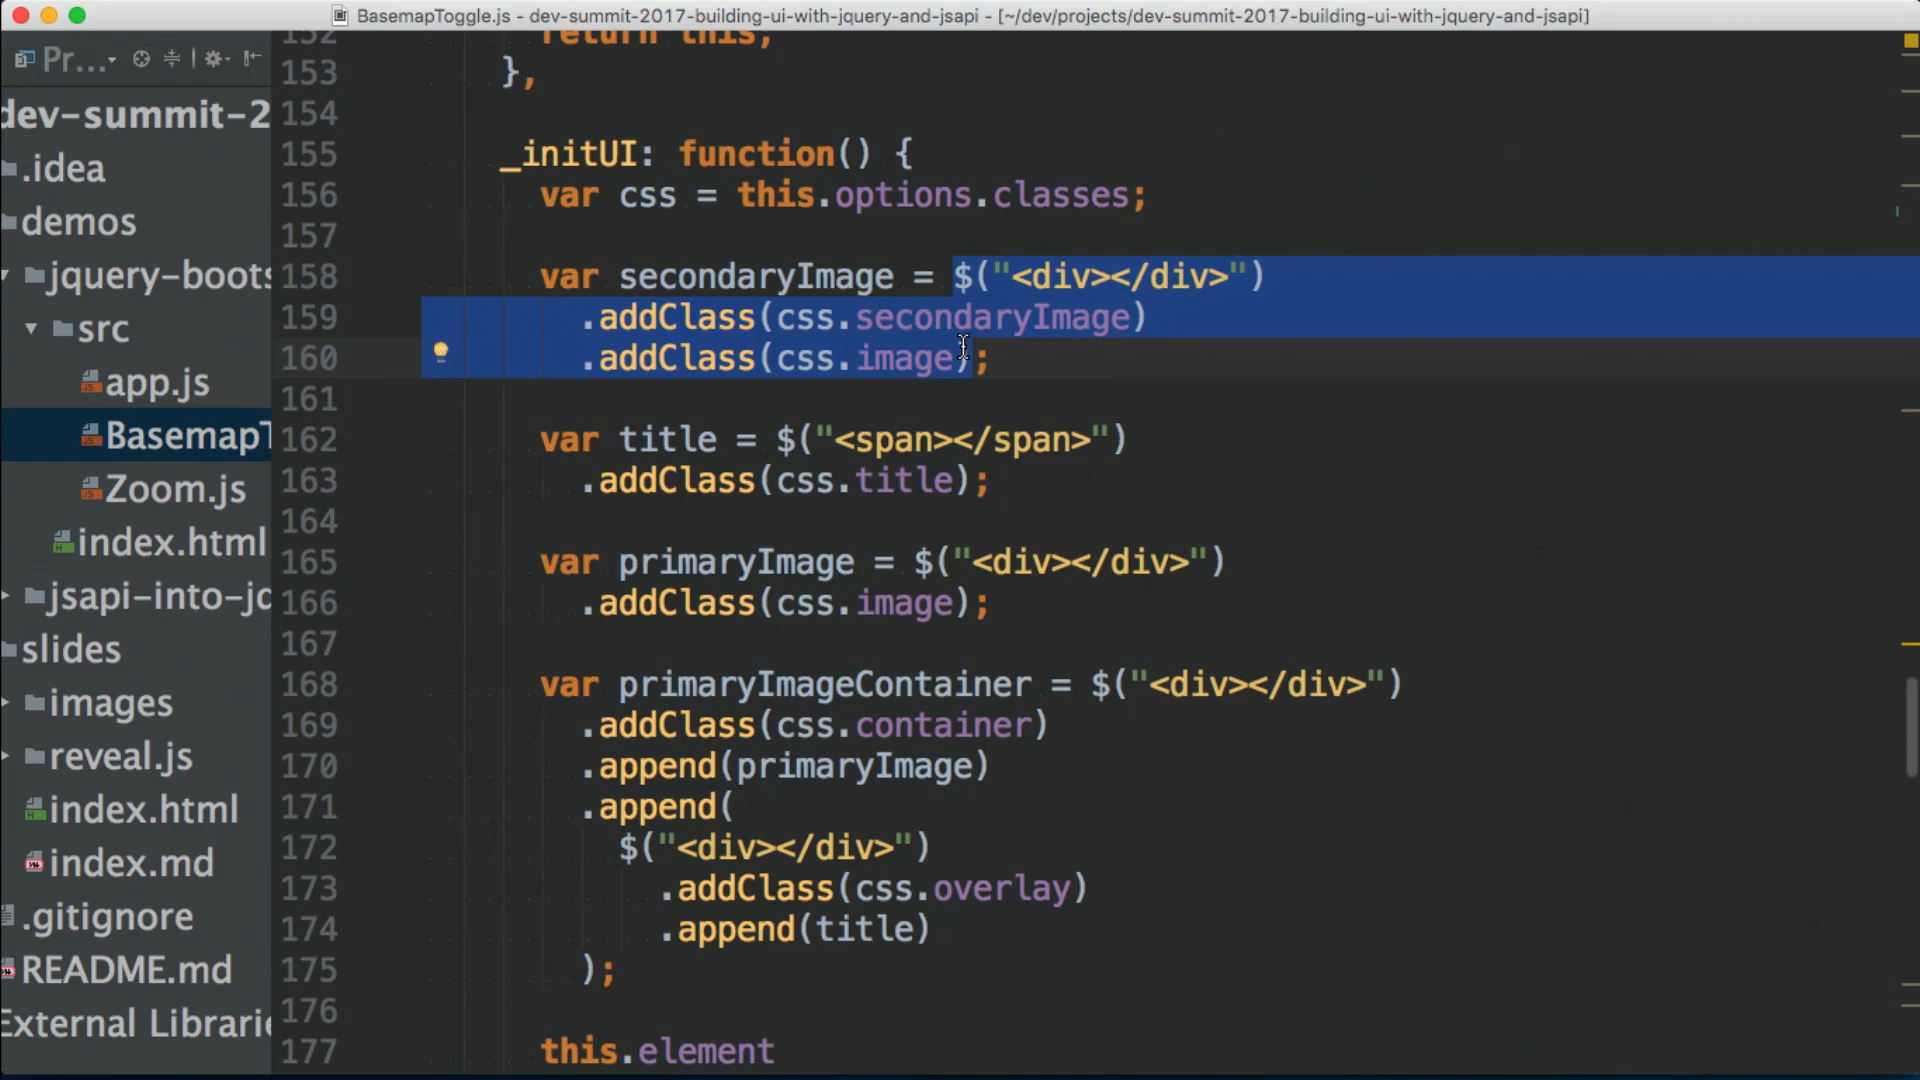 BasemapToggle.js - dev-summit-2017-building-ui-with-jquery-and-jsapi - [~/dev/projects/dev-summit-2017-building-ui-with-jquery-and-jsapi]
Pr...
dev-summit-2
.idea
demos
jquery-boots
src
app.js
BasemapT
Zoom.js
index.html
jsapi-into-jq
slides
images
reveal.js
index.html
index.md
.gitignore
README.md
External Librarie
152 return this,
153 },
154
155 _initUI: function() {
156 var css = this.options.classes;
157
158 var secondaryImage = $("<div></div>")
159 .addClass(css.secondaryImage)
160 .addClass(css.image);
161
162 var title = $("<span></span>")
163 .addClass(css.title);
164
165 var primaryImage = $("<div></div>")
166 .addClass(css.image);
167
168 var primaryImageContainer = $("<div></div>")
169 .addClass(css.container)
170 .append(primaryImage)
171 .append(
172 $("<div></div>")
173 .addClass(css.overlay)
174 .append(title)
175 );
176
177 this.element